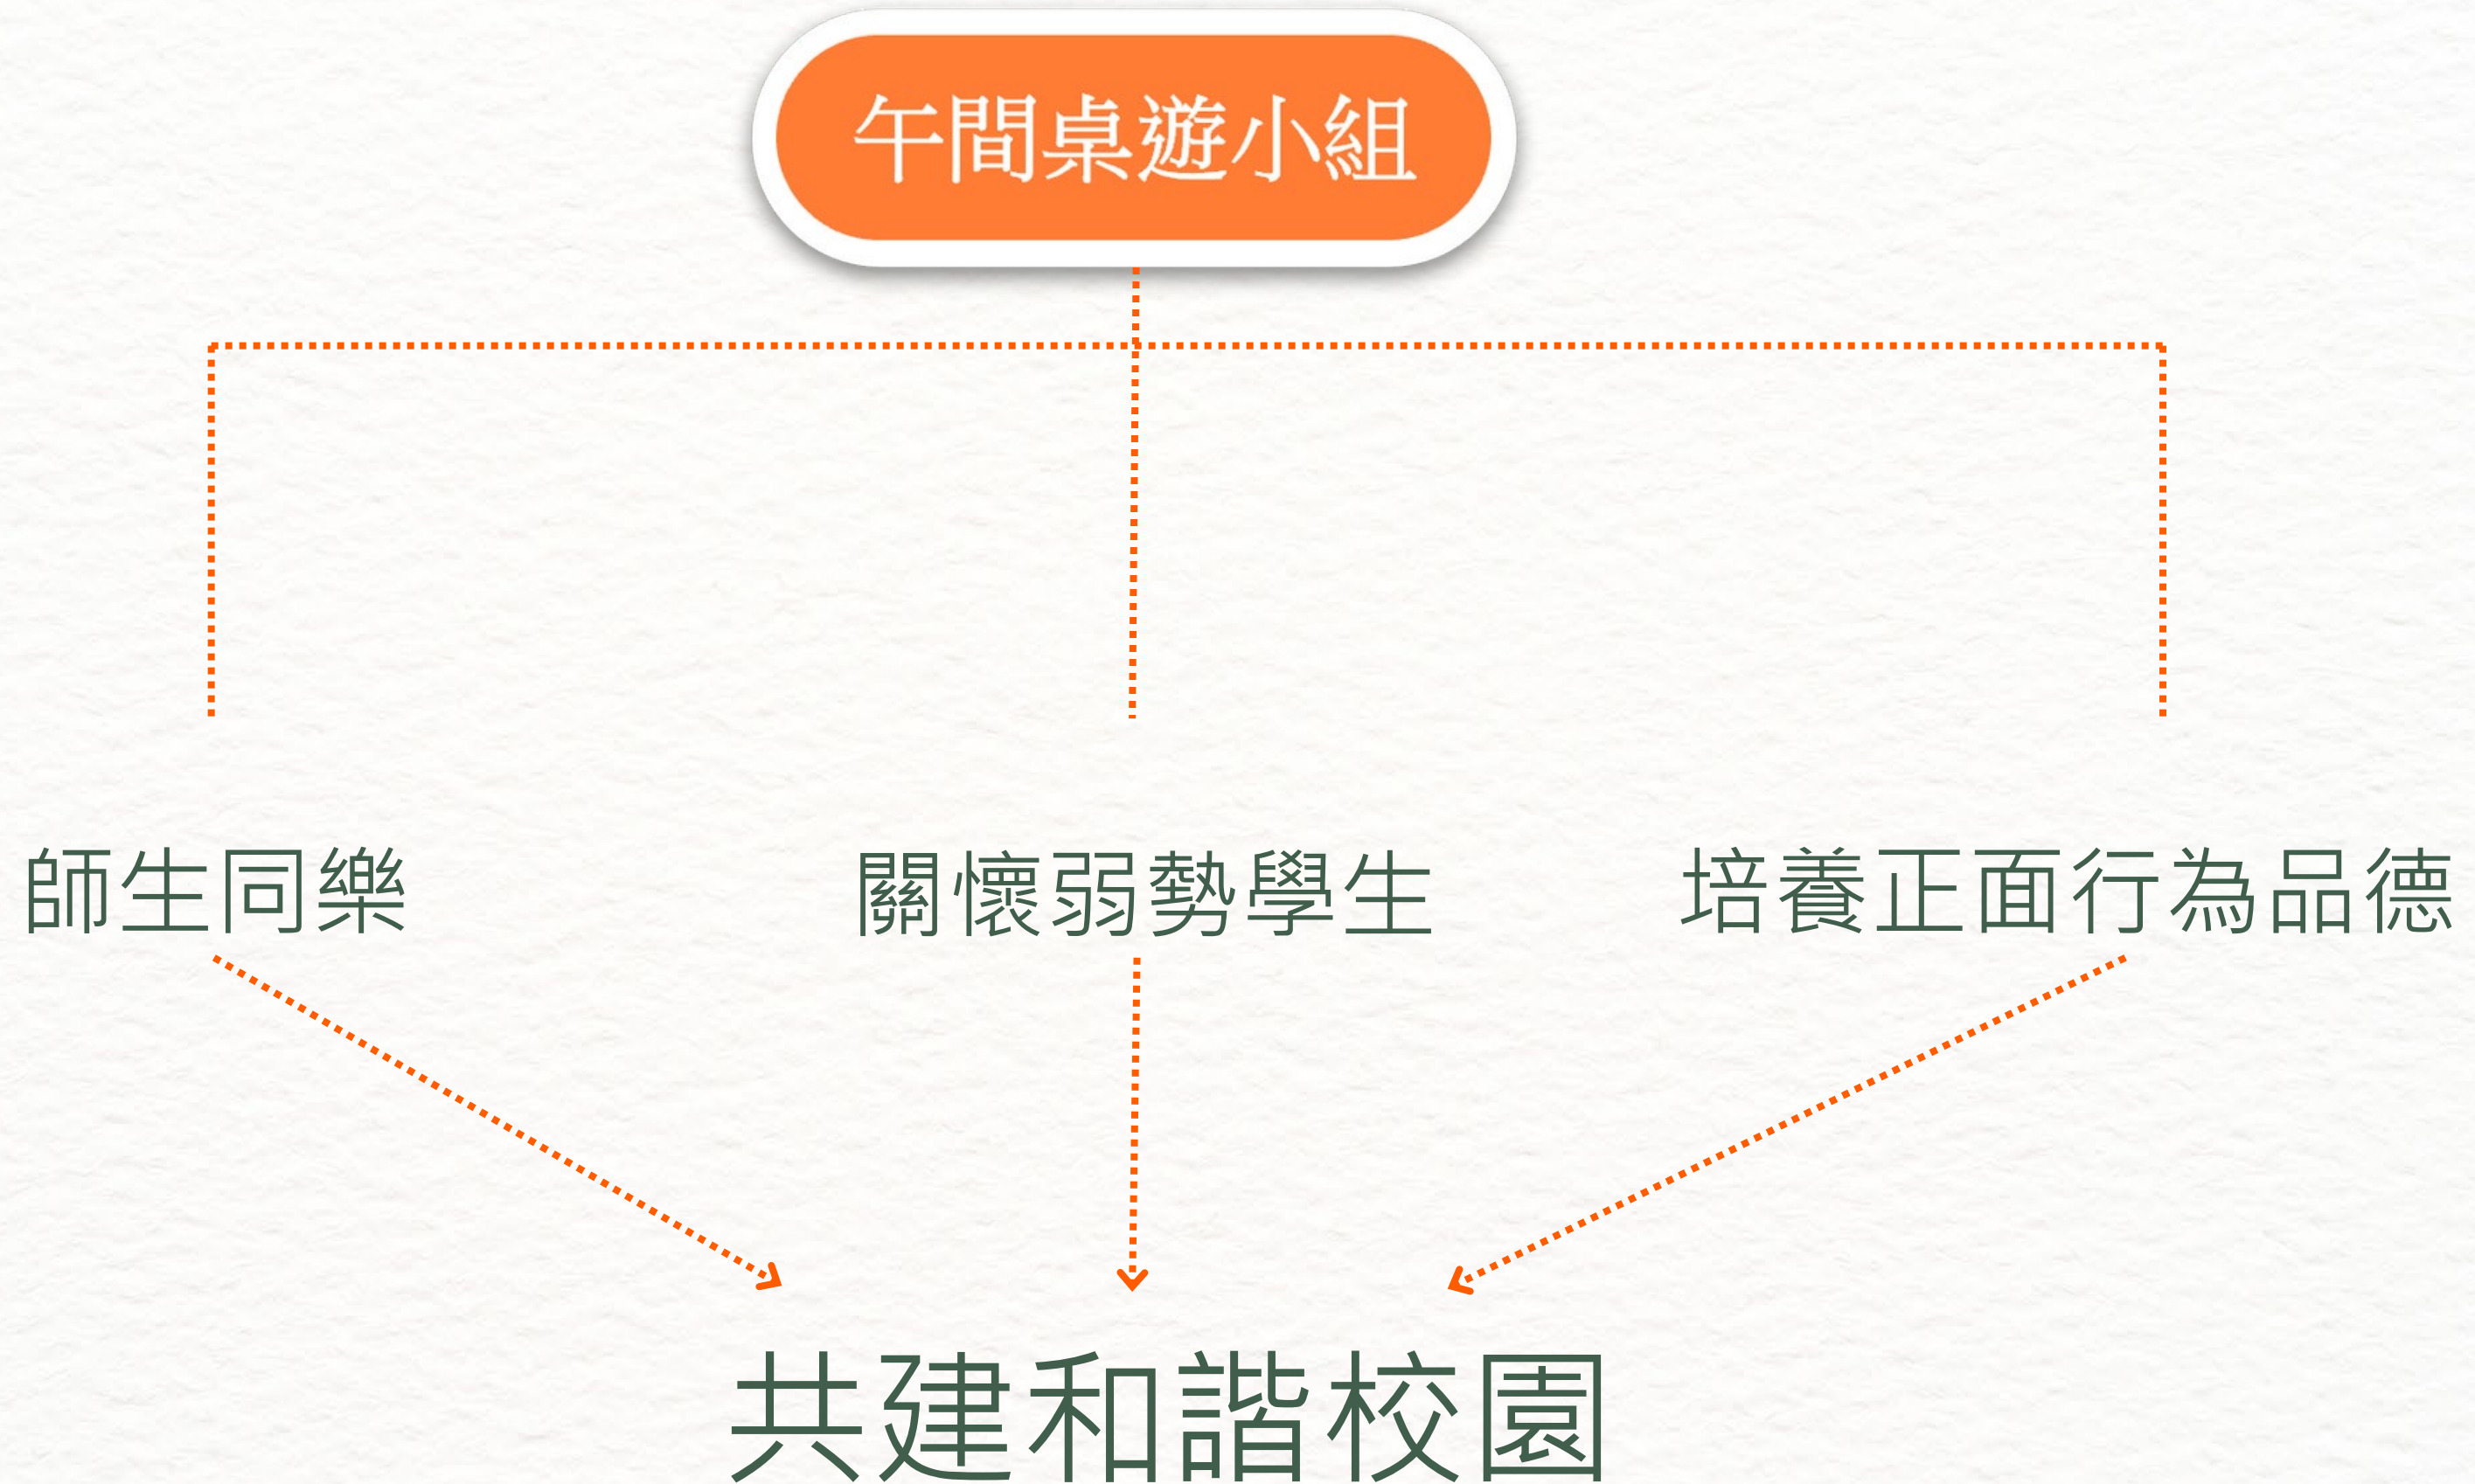 午間桌遊小組
師生同樂
關懷弱勢學生
培養正面行為品德
共建和諧校園